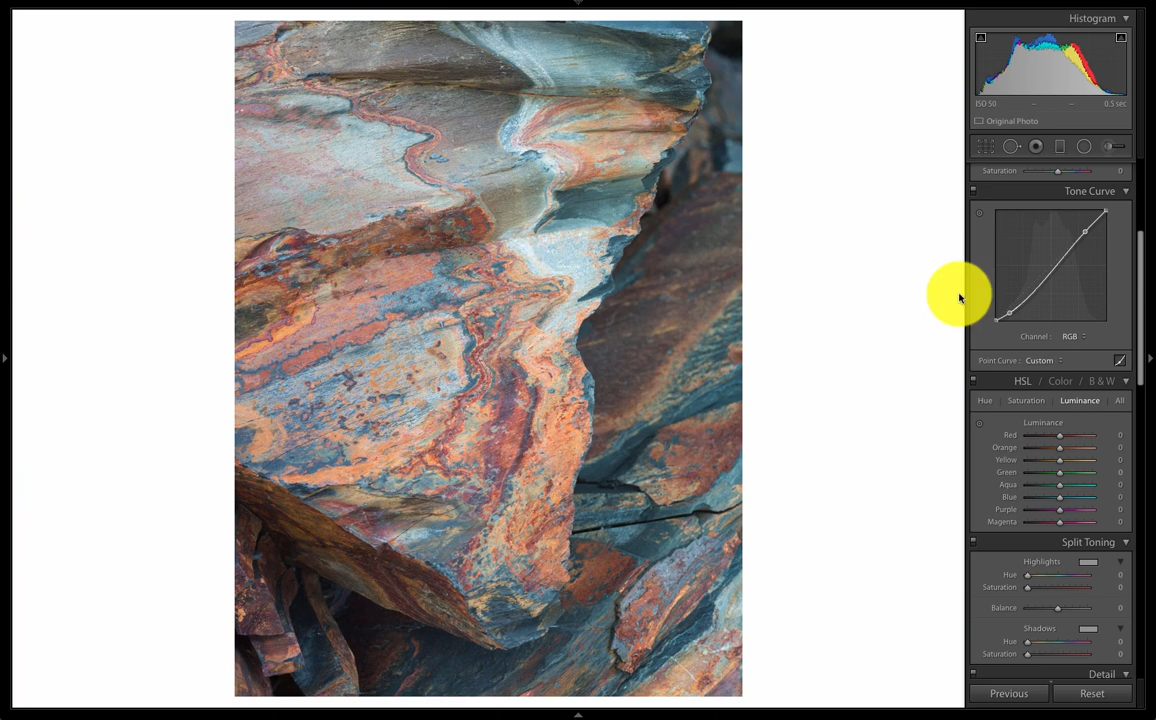 Histogram
ISO 50 – – 0.5 sec
Original Photo
Saturation 0
Tone Curve
Channel : RGB
Point Curve : Custom
HSL / Color / B & W
Hue Saturation Luminance All
Luminance
Red 0
Orange 0
Yellow 0
Green 0
Aqua 0
Blue 0
Purple 0
Magenta 0
Split Toning
Highlights
Hue 0
Saturation 0
Balance 0
Shadows
Hue 0
Saturation 0
Detail
Previous Reset